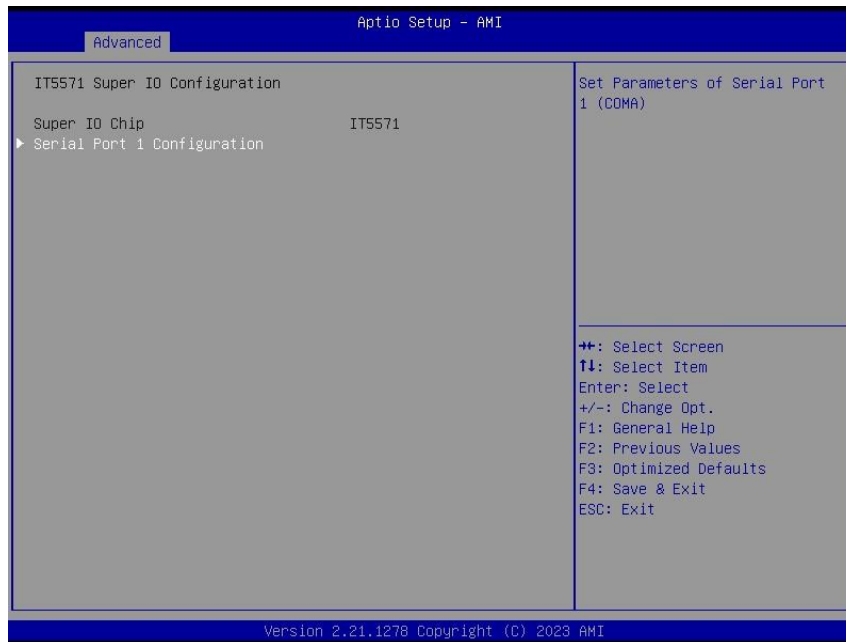 Aptio Setup - AMI
Advanced
IT5571 Super IO Configuration
Super IO Chip IT5571
Serial Port 1 Configuration
Set Parameters of Serial Port
1 (COMA)
→←: Select Screen
↑↓: Select Item
Enter: Select
+/-: Change Opt.
F1: General Help
F2: Previous Values
F3: Optimized Defaults
F4: Save & Exit
ESC: Exit
Version 2.21.1278 Copyright (C) 2023 AMI